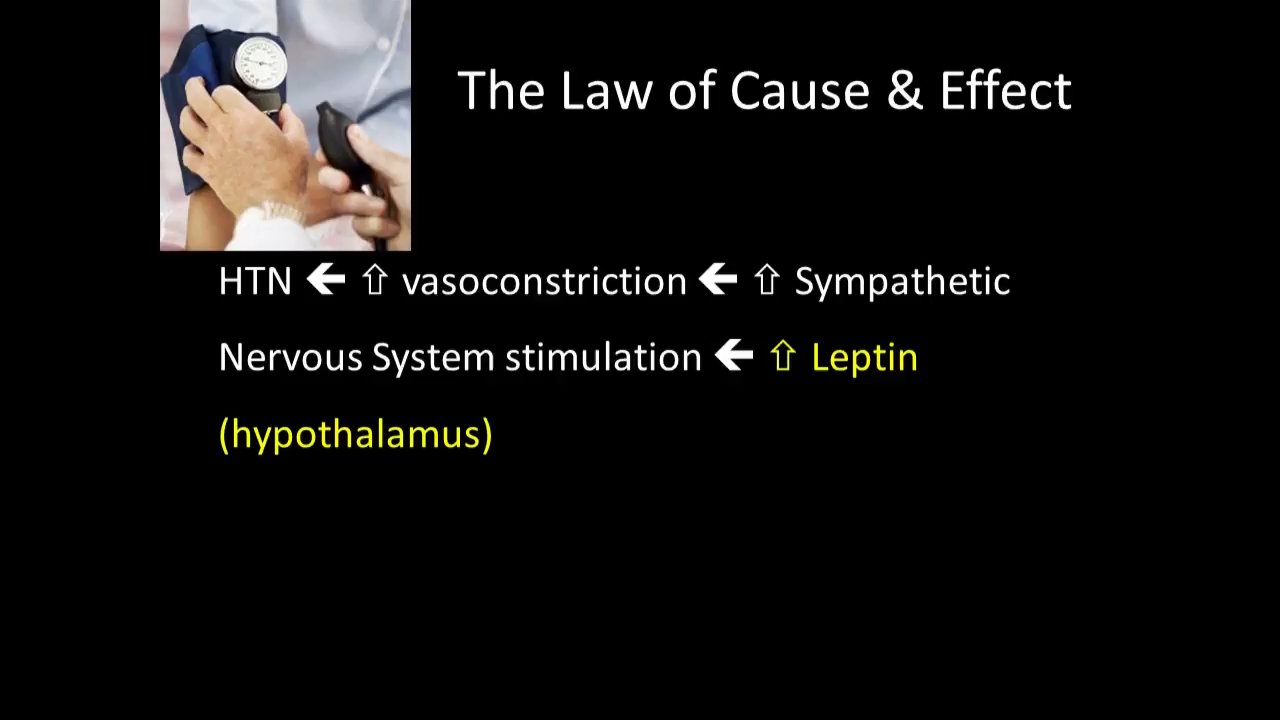 The Law of Cause & Effect
HTN 🡸 ⇧ vasoconstriction 🡸 ⇧ Sympathetic
Nervous System stimulation 🡸 ⇧ Leptin
(hypothalamus)